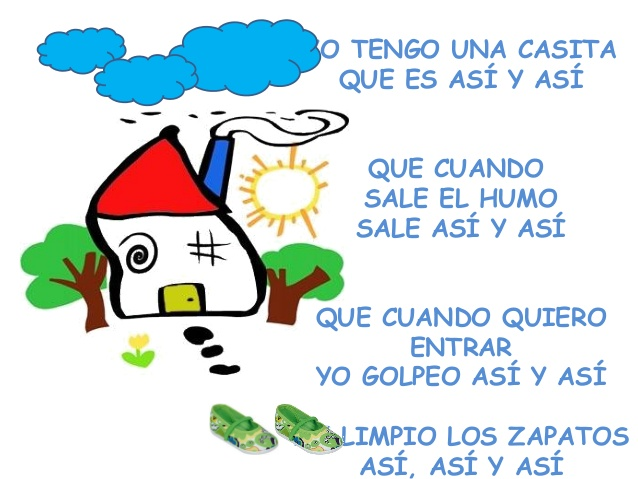 O TENGO UNA CASITA
QUE ES ASÍ Y ASÍ
QUE CUANDO
SALE EL HUMO
SALE ASÍ Y ASÍ
QUE CUANDO QUIERO
ENTRAR
YO GOLPEO ASÍ Y ASÍ
LIMPIO LOS ZAPATOS
ASÍ, ASÍ Y ASÍ